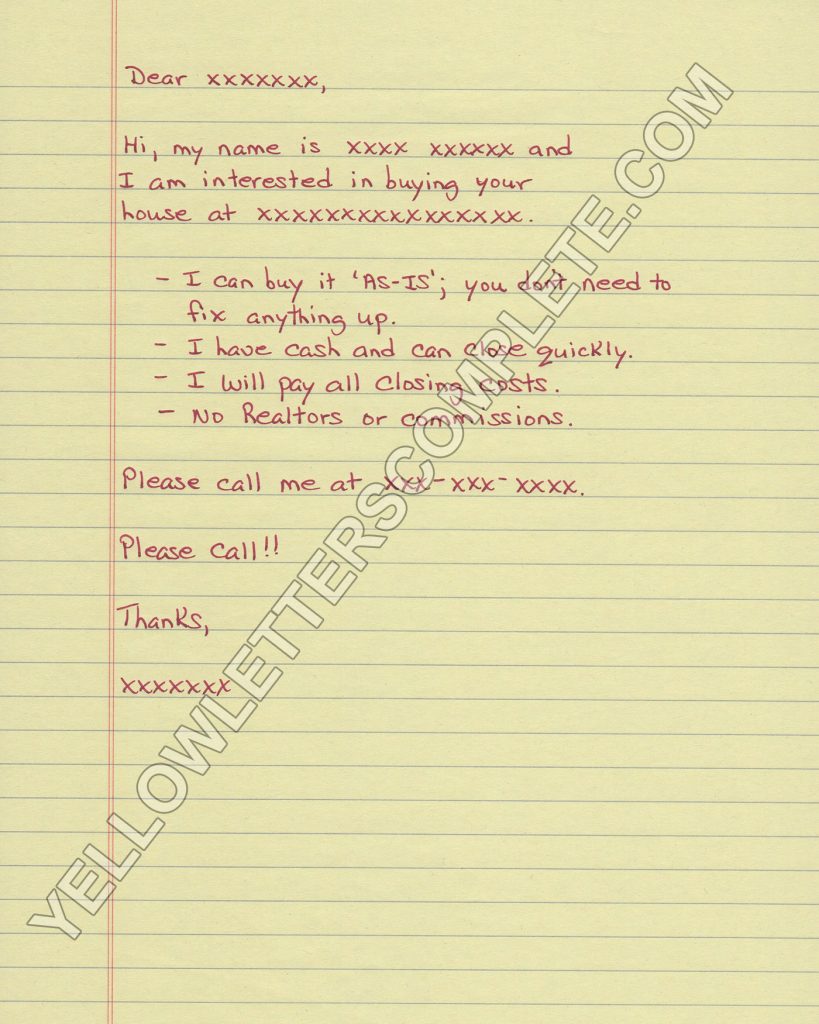 Dear xxxxxxx,
Hi, my name is xxxx xxxxxx and
I am interested in buying your
house at xxxxxxxxxxxxxxxx.
- I can buy it 'AS-IS'; you don't need to
fix anything up.
- I have cash and can close quickly.
- I will pay all closing costs.
- No Realtors or commissions.
Please call me at xxx-xxx-xxxx.
Please call!!
Thanks,
xxxxxxx
YELLOWLETTERSCOMPLETE.COM